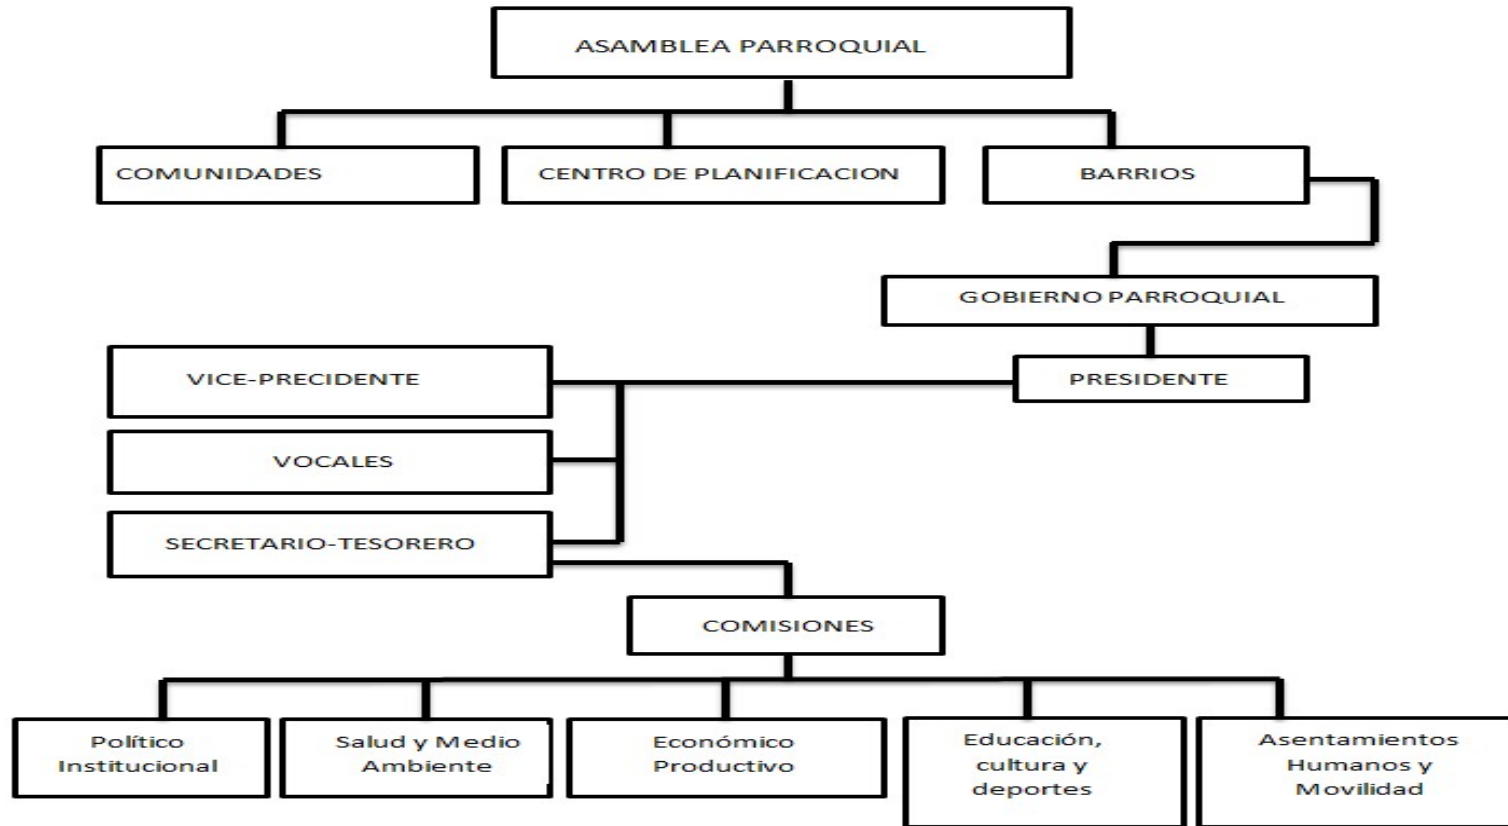 ASAMBLEA PARROQUIAL
COMUNIDADES
CENTRO DE PLANIFICACION
BARRIOS
GOBIERNO PARROQUIAL
PRESIDENTE
VICE-PRECIDENTE
VOCALES
SECRETARIO-TESORERO
COMISIONES
Político
Institucional
Salud y Medio
Ambiente
Económico
Productivo
Educación,
cultura y
deportes
Asentamientos
Humanos y
Movilidad